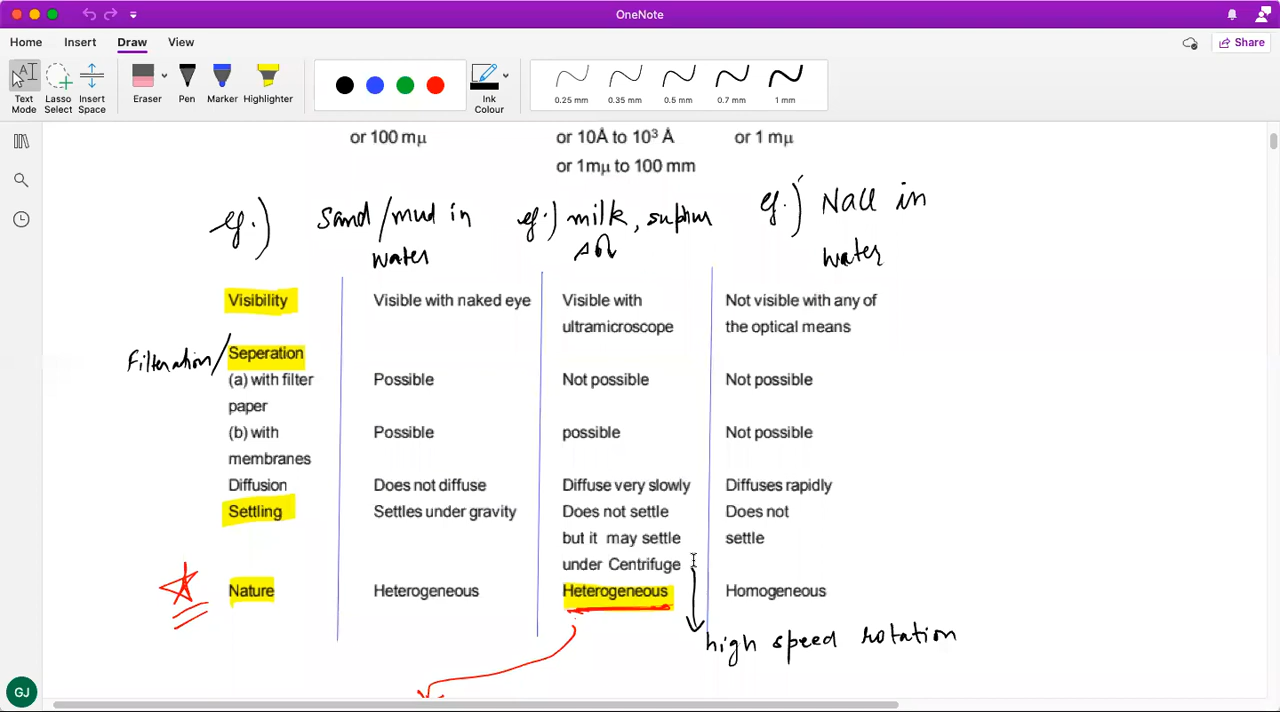 OneNote
Home Insert Draw View
Share
Text Mode
Lasso Select
Insert Space
Eraser
Pen
Marker
Highlighter
Ink Colour
0.25 mm 0.35 mm 0.5 mm 0.7 mm 1 mm
or 100 mμ or 10Å to 10³ Å or 1 mμ
or 1mμ to 100 mm
eg.) sand/mud in eg.) milk, sulphur eg.) Nacl in
water sol water
Visibility Visible with naked eye Visible with Not visible with any of
ultramicroscope the optical means
Filteration/ Seperation
(a) with filter Possible Not possible Not possible
paper
(b) with Possible possible Not possible
membranes
Diffusion Does not diffuse Diffuse very slowly Diffuses rapidly
Settling Settles under gravity Does not settle Does not
but it may settle settle
under Centrifuge
Nature Heterogeneous Heterogeneous Homogeneous
high speed rotation
GJ